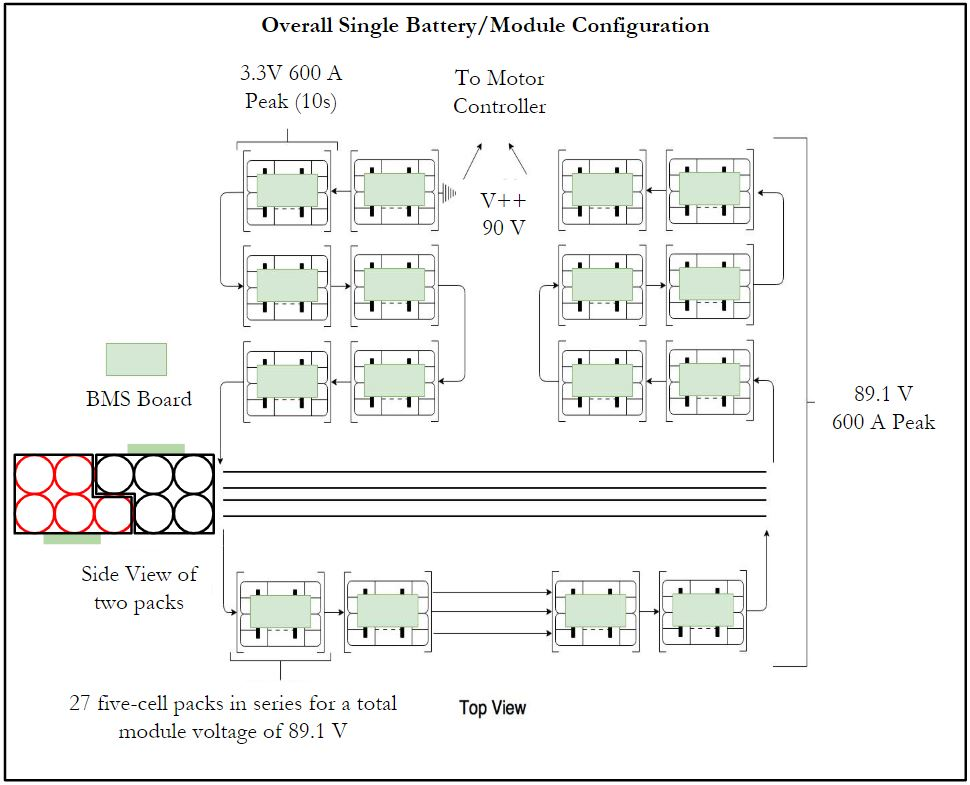 Overall Single Battery/Module Configuration
3.3V 600 A
Peak (10s)
To Motor
Controller
V++
90 V
BMS Board
89.1 V
600 A Peak
Side View of
two packs
27 five-cell packs in series for a total
module voltage of 89.1 V
Top View